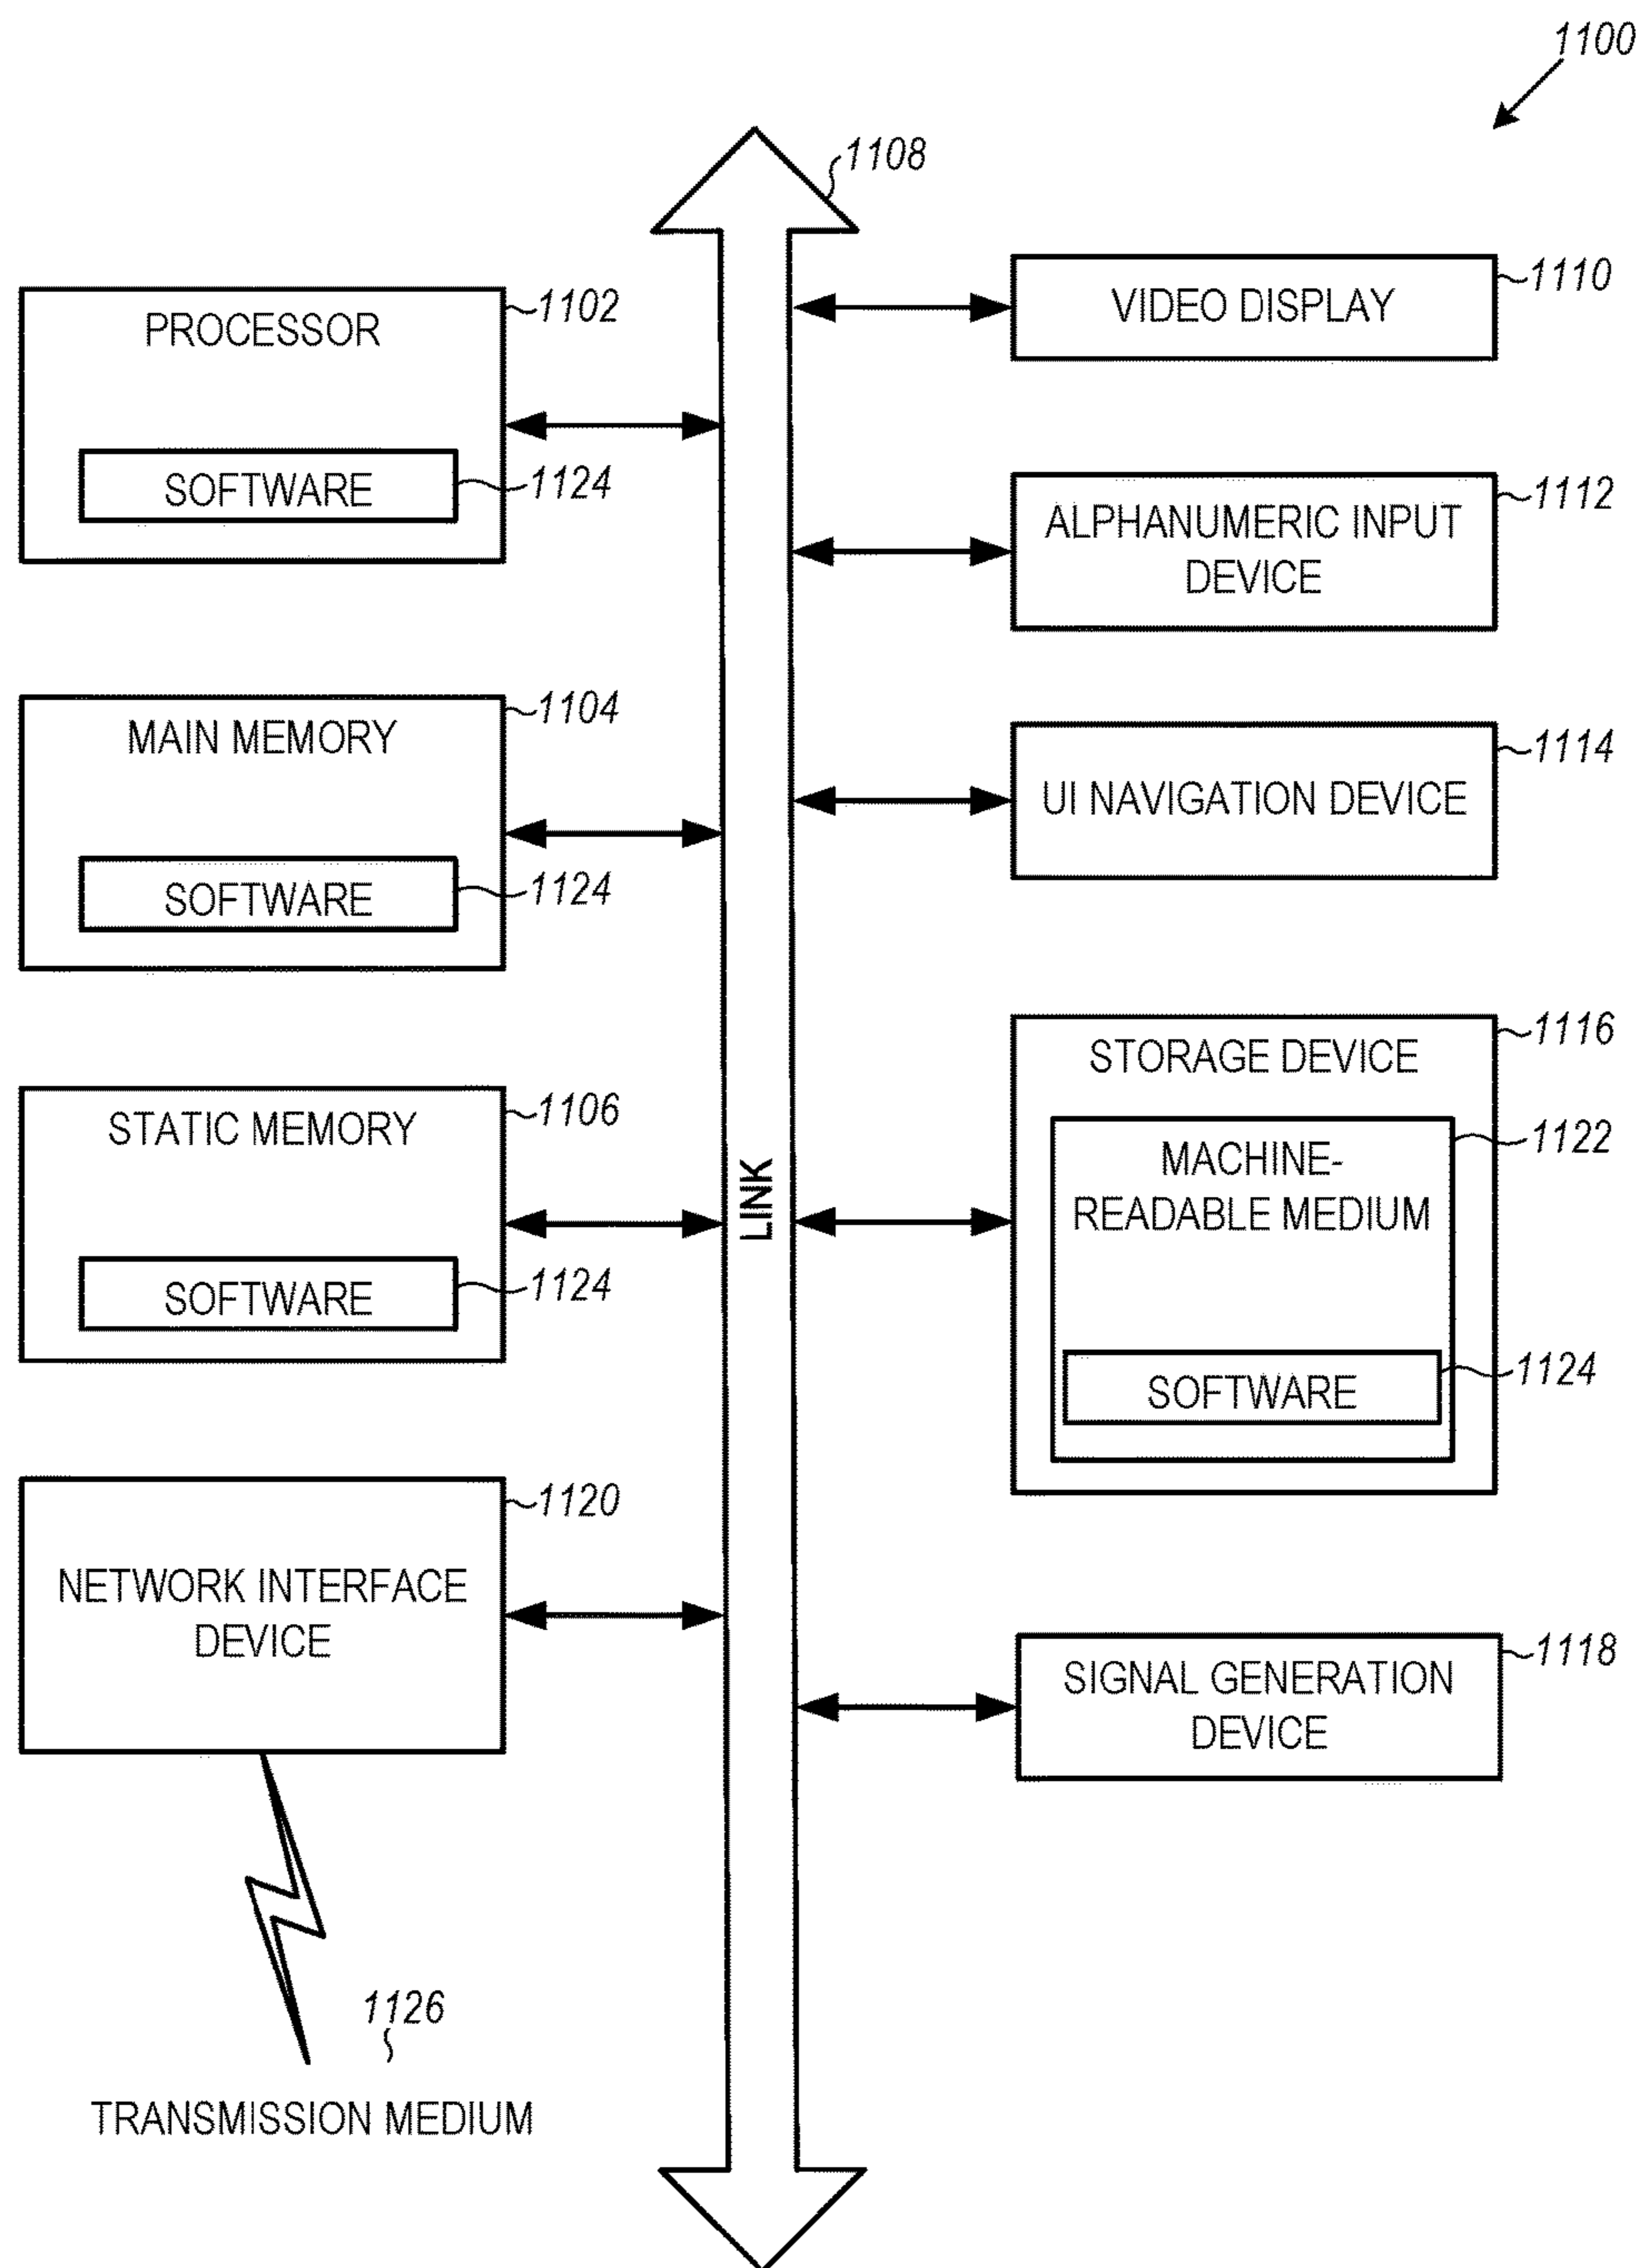 1100
1108
PROCESSOR
1102
SOFTWARE
1124
MAIN MEMORY
1104
SOFTWARE
1124
STATIC MEMORY
1106
SOFTWARE
1124
NETWORK INTERFACE
DEVICE
1120
1126
TRANSMISSION MEDIUM
LINK
VIDEO DISPLAY
1110
ALPHANUMERIC INPUT
DEVICE
1112
UI NAVIGATION DEVICE
1114
STORAGE DEVICE
1116
MACHINE-
READABLE MEDIUM
1122
SOFTWARE
1124
SIGNAL GENERATION
DEVICE
1118